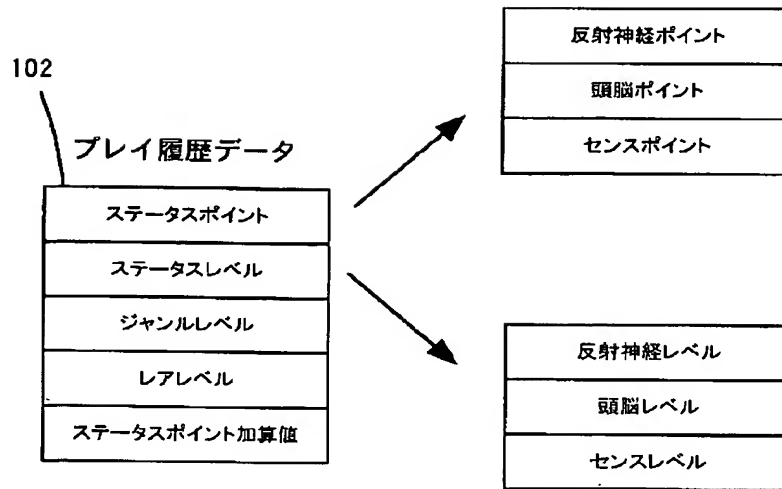 102
プレイ履歴データ
ステータスポイント
ステータスレベル
ジャンルレベル
レアレベル
ステータスポイント加算値
反射神経ポイント
頭脳ポイント
センスポイント
反射神経レベル
頭脳レベル
センスレベル